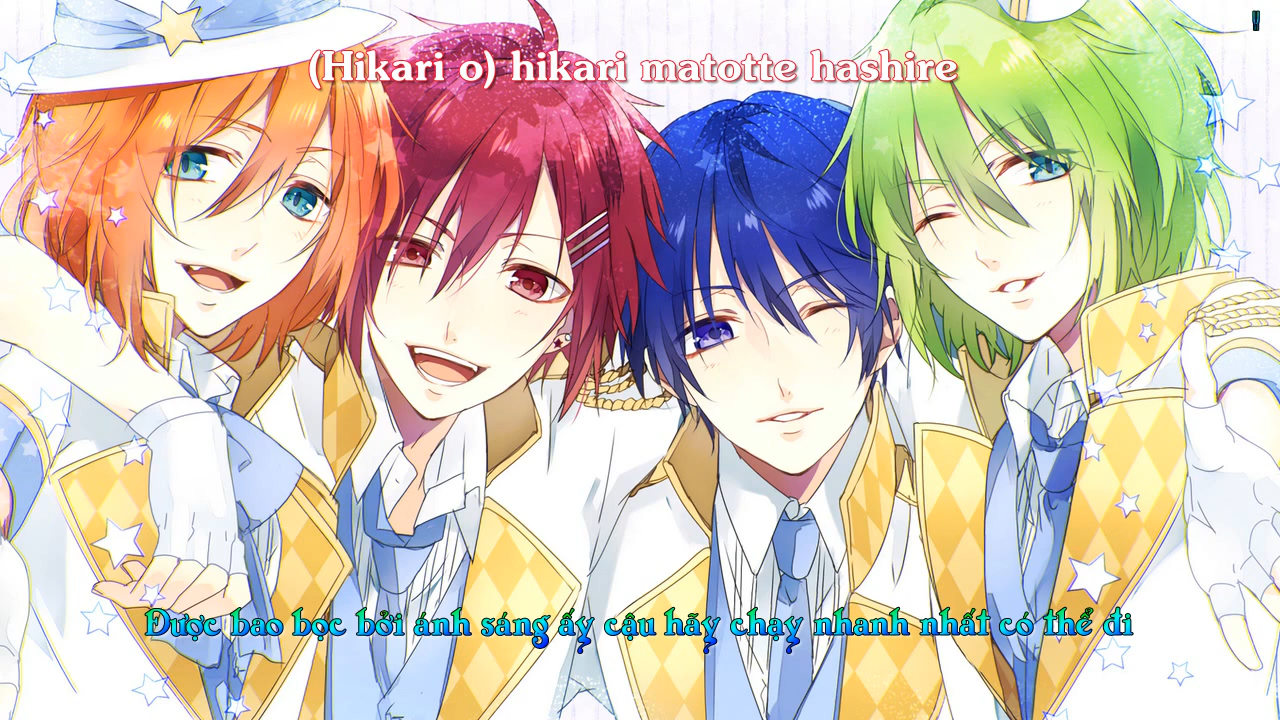 (Hikari o) hikari matotte hashire
Được bao bọc bởi ánh sáng ấy cậu hãy chạy nhanh nhất có thể đi